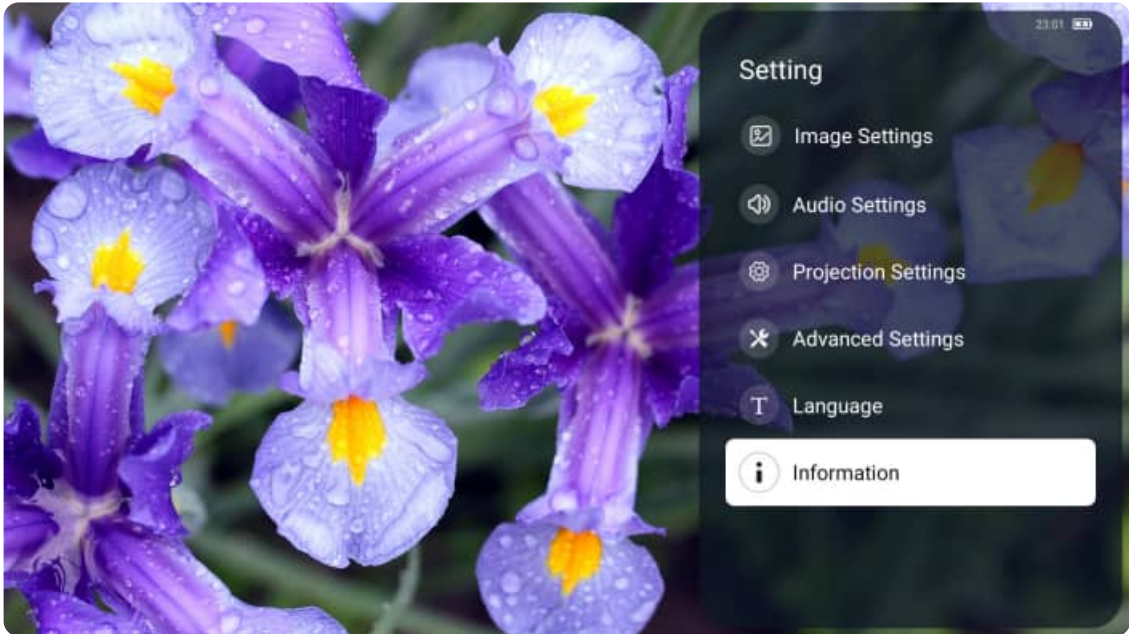 23:01
Setting
Image Settings
Audio Settings
Projection Settings
Advanced Settings
T Language
i Information